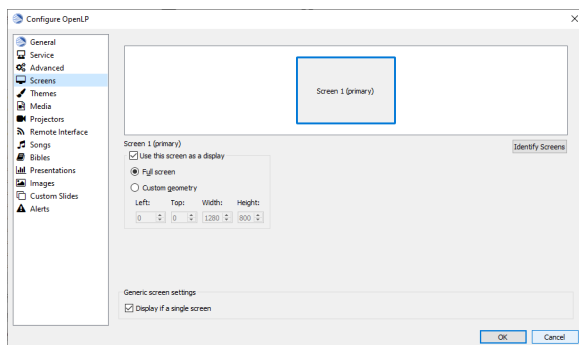 Configure OpenLP
General
Service
Advanced
Screens
Themes
Media
Projectors
Remote Interface
Songs
Bibles
Presentations
Images
Custom Slides
Alerts
Screen 1 (primary)
Screen 1 (primary)
Identify Screens
Use this screen as a display
Full screen
Custom geometry
Left: Top: Width: Height:
0 0 1280 800
Generic screen settings
Display if a single screen
OK Cancel